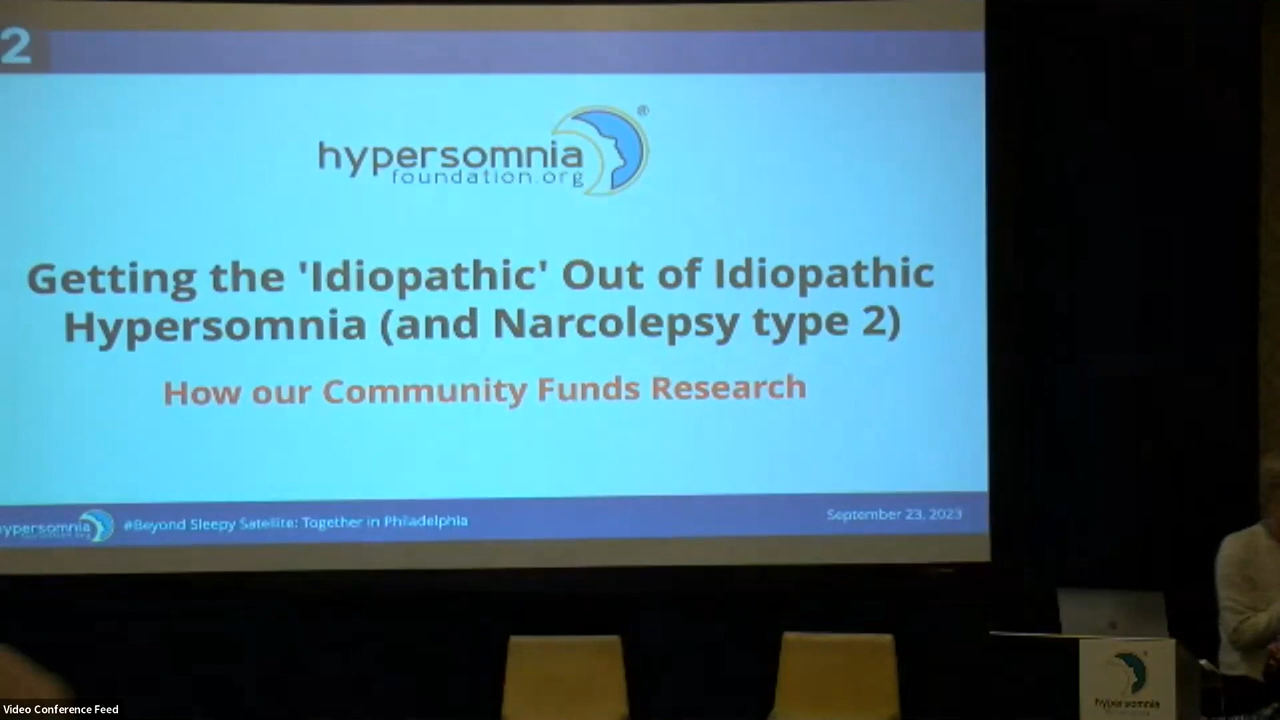 2
hypersomnia®
foundation.org
Getting the 'Idiopathic' Out of Idiopathic
Hypersomnia (and Narcolepsy type 2)
How our Community Funds Research
hypersomnia
#Beyond Sleepy Satellite: Together in Philadelphia
September 23, 2023
hypersomnia
Video Conference Feed